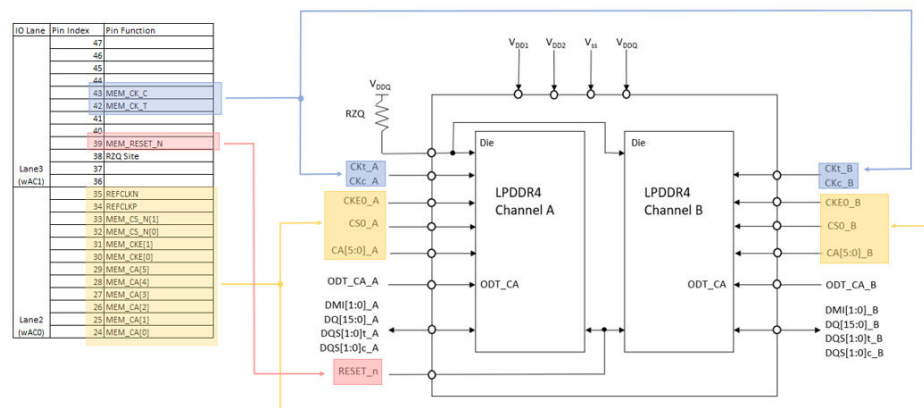 IO Lane Pin Index Pin Function
47
46
45
44
43 MEM_CK_C
42 MEM_CK_T
41
40
39 MEM_RESET_N
38 RZQ Site
Lane3 37
(wAC1) 36
35 REFCLKN
34 REFCLKP
33 MEM_CS_N[1]
32 MEM_CS_N[0]
31 MEM_CKE[1]
30 MEM_CKE[0]
29 MEM_CA[5]
28 MEM_CA[4]
27 MEM_CA[3]
26 MEM_CA[2]
Lane2 25 MEM_CA[1]
(wAC0) 24 MEM_CA[0]
VDD1 VDD2 Vss VDDQ
VDDQ
RZQ
Die
LPDDR4
Channel A
ODT_CA
Die
LPDDR4
Channel B
ODT_CA
CKt_A
CKc_A
CKE0_A
CS0_A
CA[5:0]_A
ODT_CA_A
DMI[1:0]_A
DQ[15:0]_A
DQS[1:0]t_A
DQS[1:0]c_A
RESET_n
CKt_B
CKc_B
CKE0_B
CS0_B
CA[5:0]_B
ODT_CA_B
DMI[1:0]_B
DQ[15:0]_B
DQS[1:0]t_B
DQS[1:0]c_B